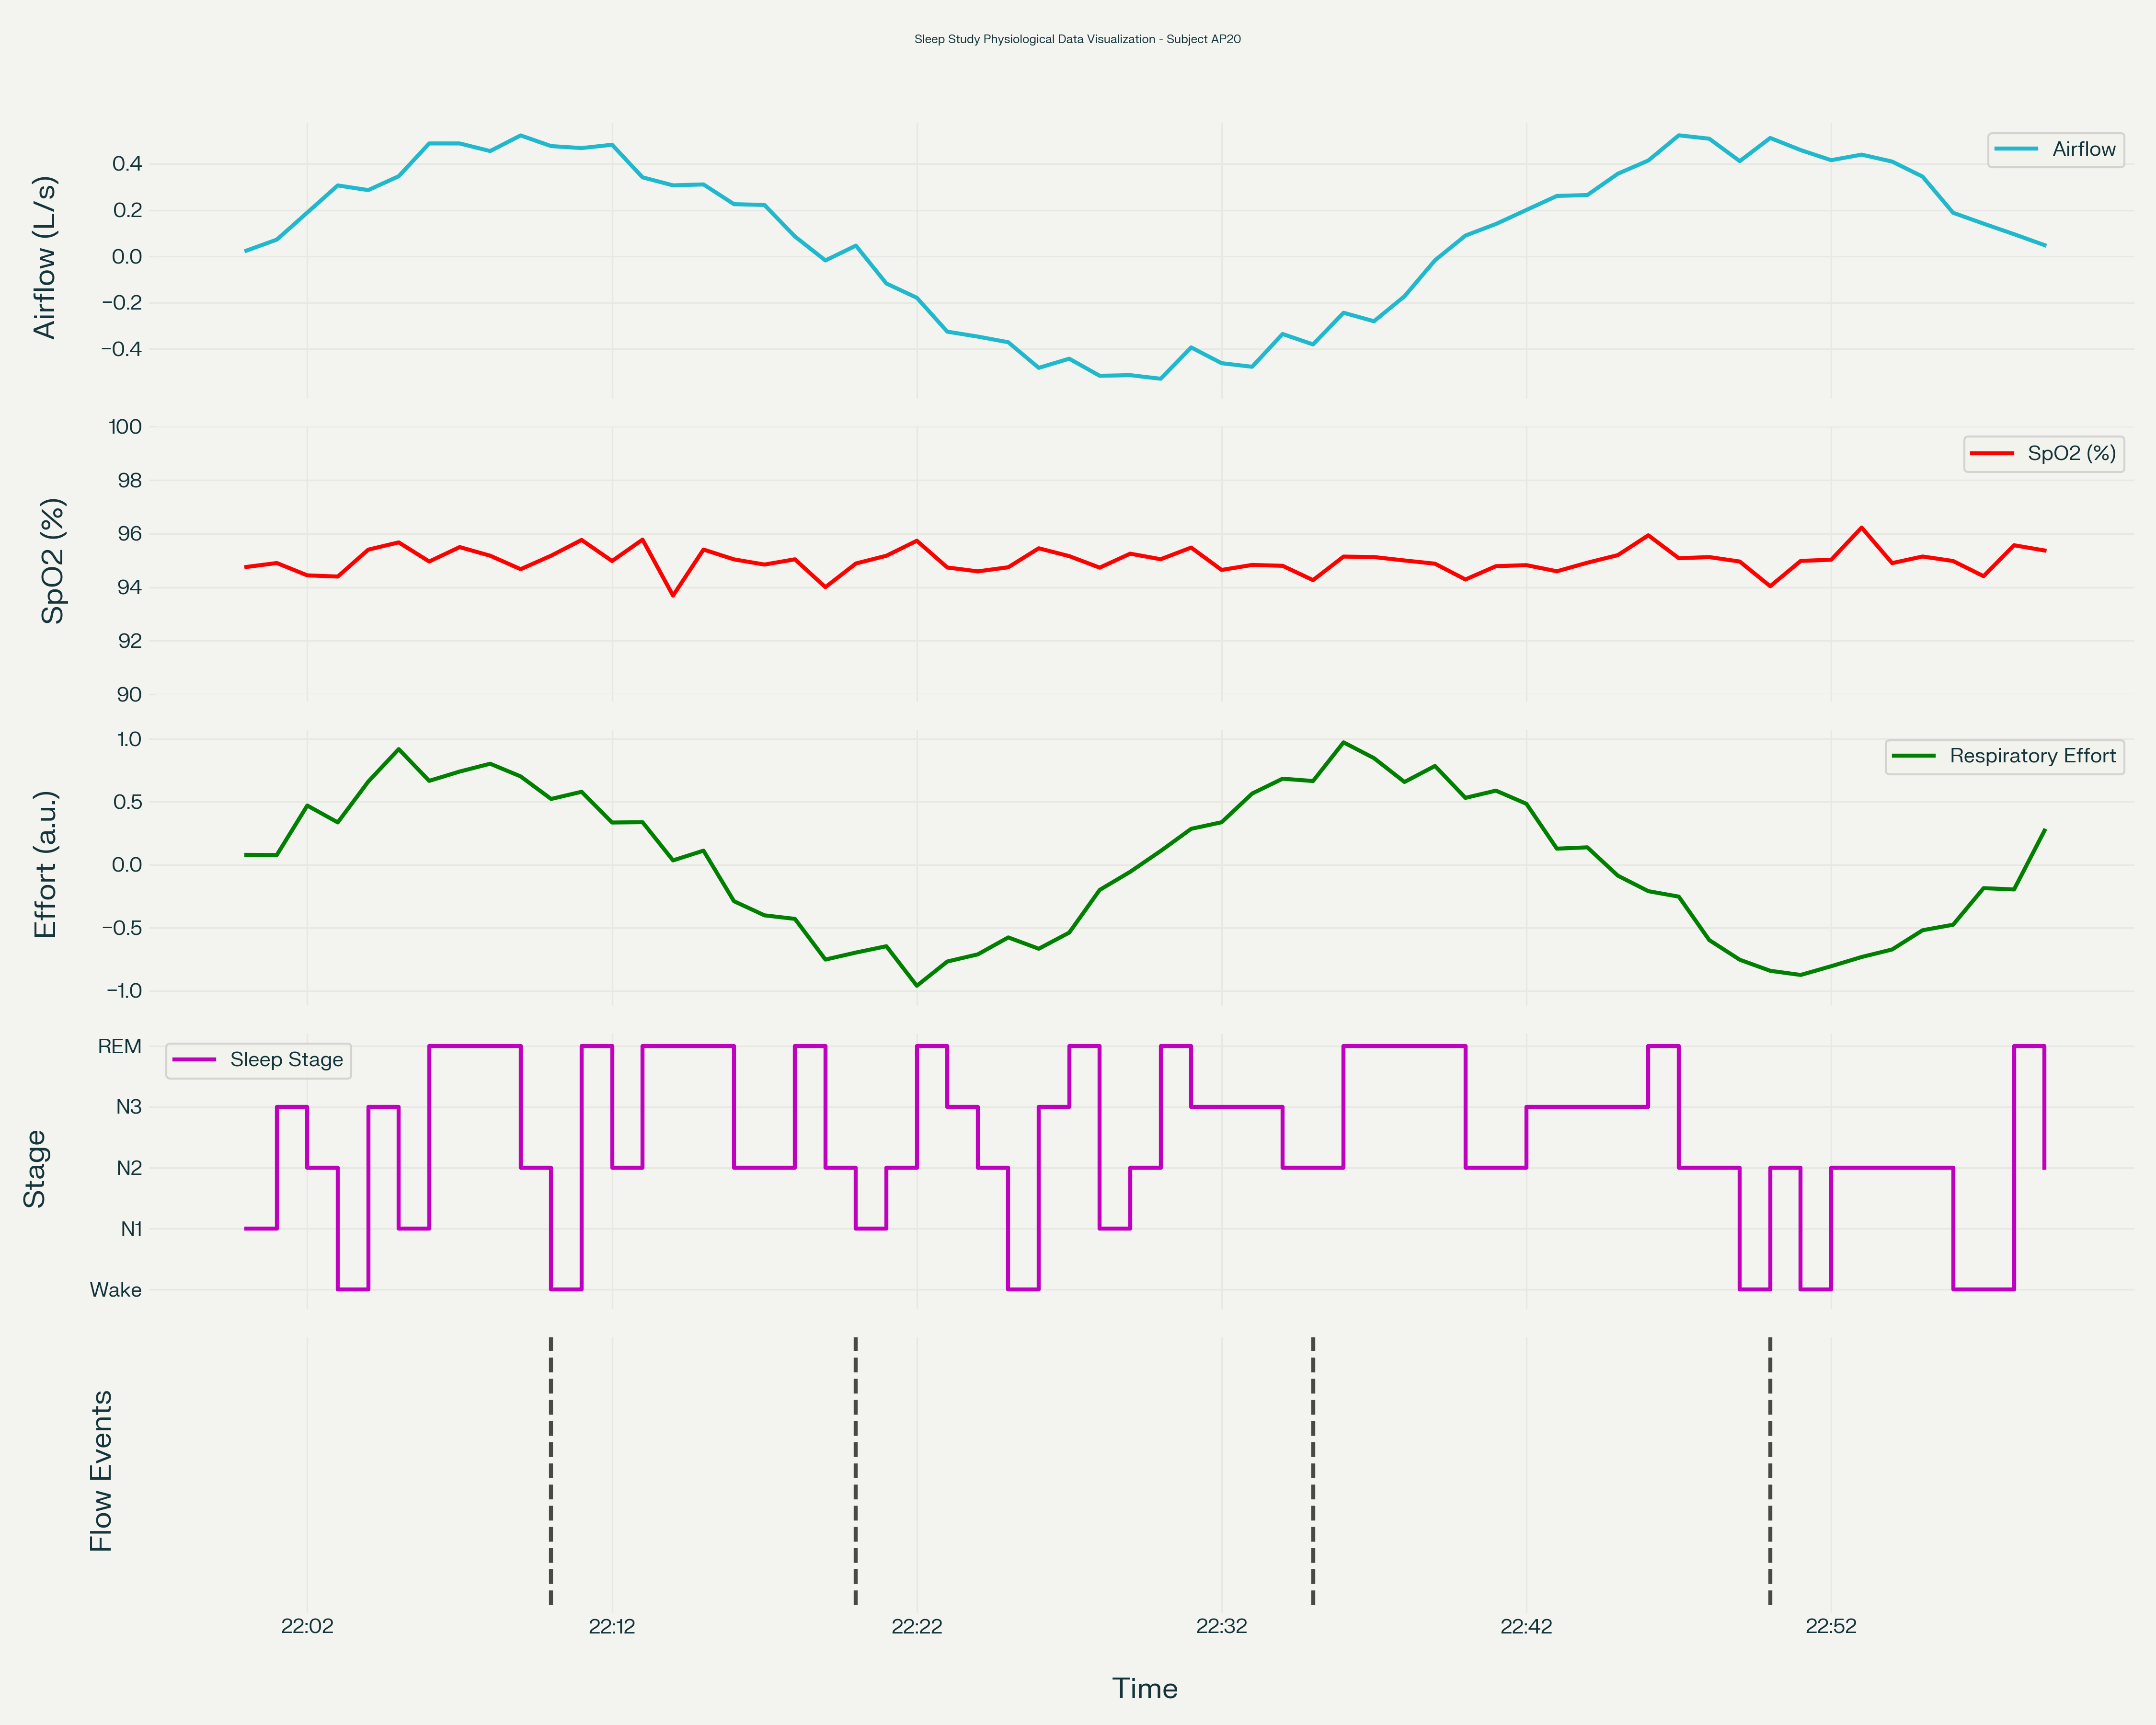 Sleep Study Physiological Data Visualization - Subject AP20
Airflow (L/s)
0.4
0.2
0.0
−0.2
−0.4
Airflow
SpO2 (%)
100
98
96
94
92
90
SpO2 (%)
Effort (a.u.)
1.0
0.5
0.0
−0.5
−1.0
Respiratory Effort
Stage
REM
N3
N2
N1
Wake
Sleep Stage
Flow Events
22:02
22:12
22:22
22:32
22:42
22:52
Time